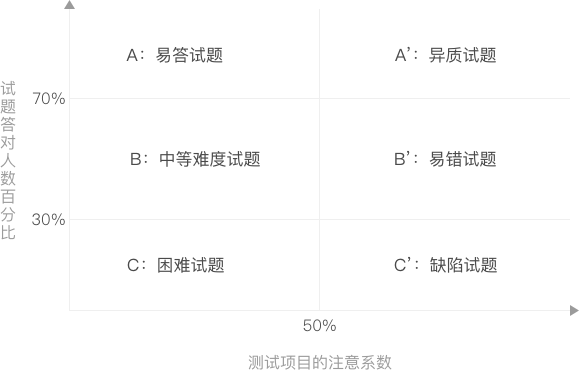 A：易答试题
A'：异质试题
试题答对人数百分比
70%
B：中等难度试题
B'：易错试题
30%
C：困难试题
C'：缺陷试题
50%
测试项目的注意系数